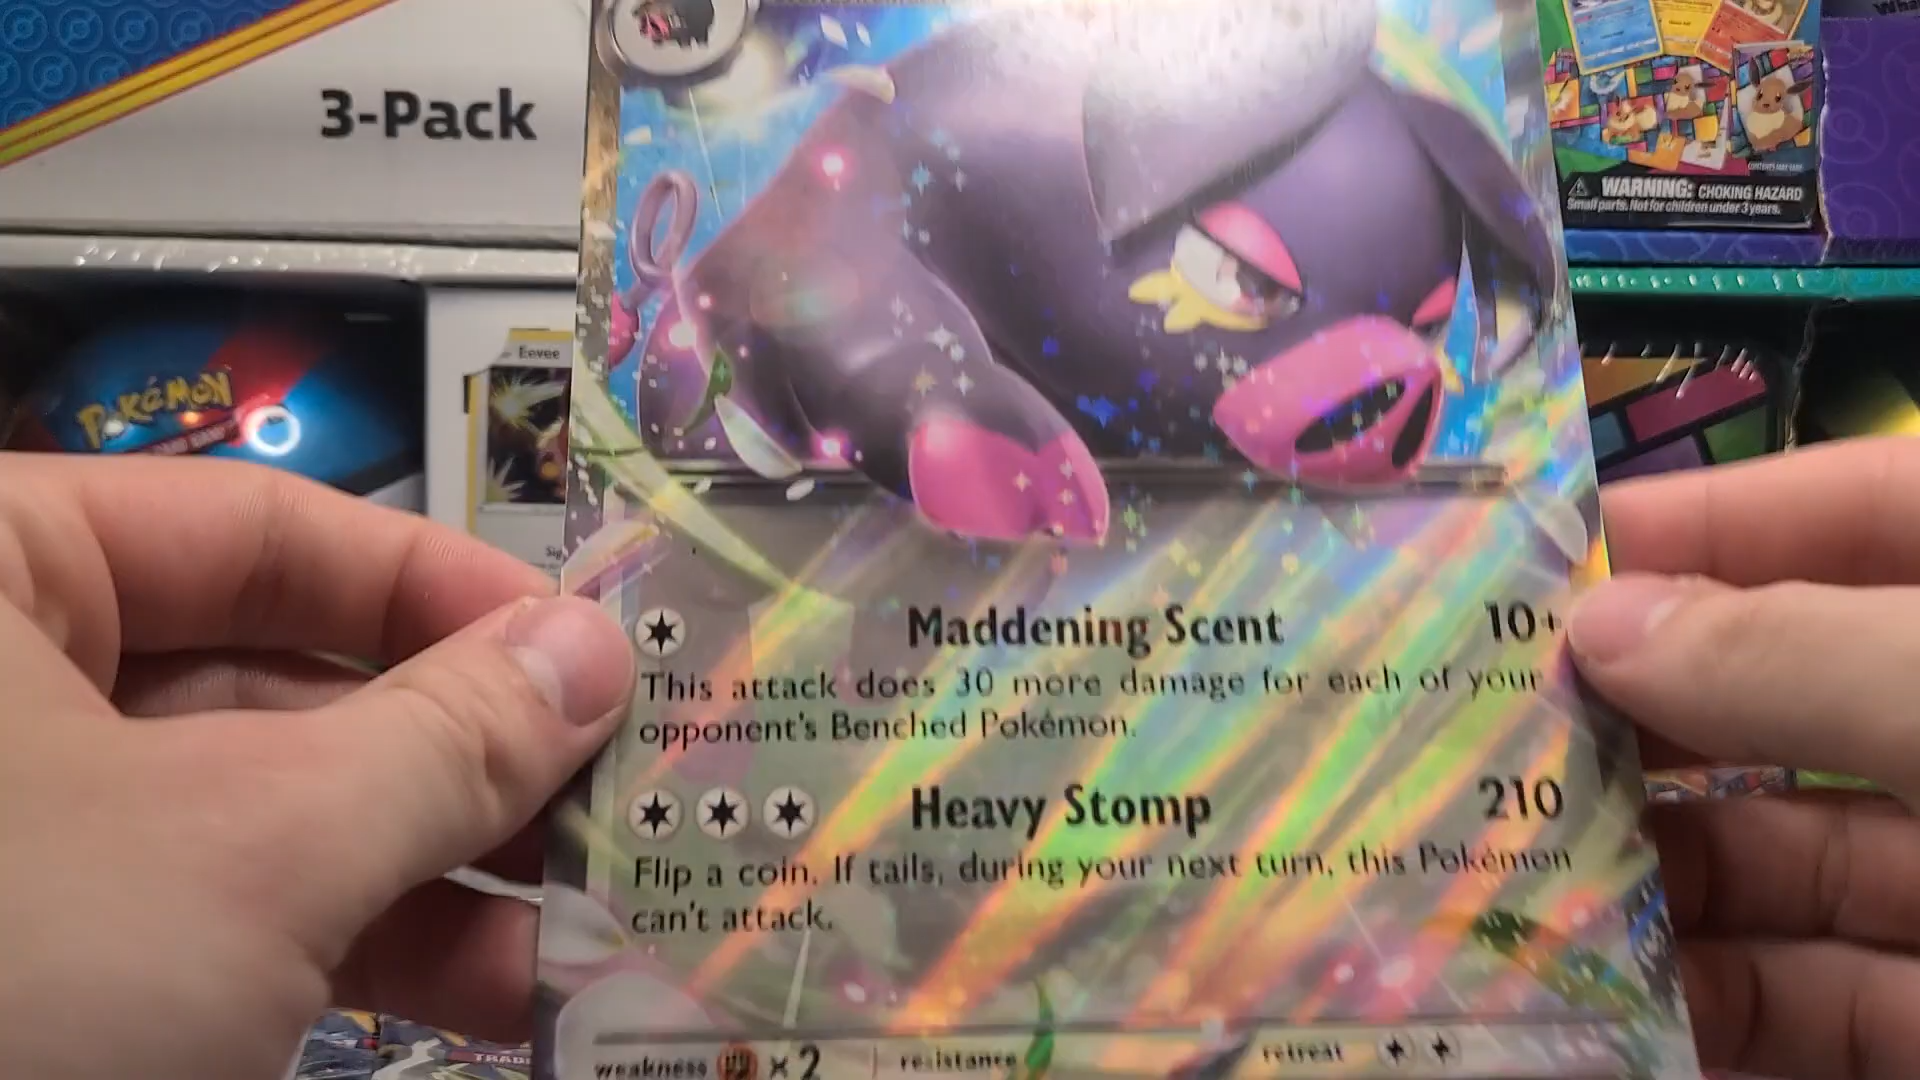 3-Pack
WARNING: CHOKING HAZARD
Small parts. Not for children under 3 years.
Eevee
POKéMON
Maddening Scent 10+
This attack does 30 more damage for each of your
opponent's Benched Pokémon.
Heavy Stomp 210
Flip a coin. If tails, during your next turn, this Pokémon
can't attack.
weakness ×2 resistance retreat